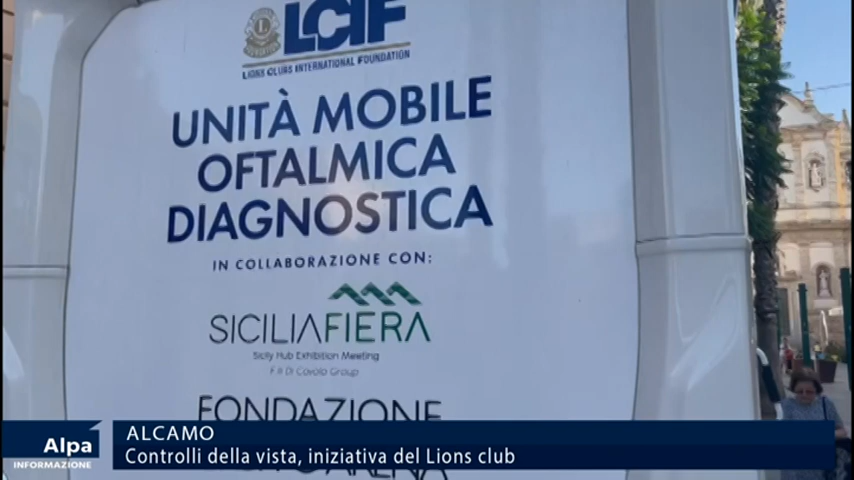 LCIF
LIONS CLUBS INTERNATIONAL FOUNDATION
UNITÀ MOBILE
OFTALMICA
DIAGNOSTICA
IN COLLABORAZIONE CON:
SICILIAFIERA
Sicily Hub Exhibition Meeting
FONDAZIONE
Alpa
INFORMAZIONE
ALCAMO
Controlli della vista, iniziativa del Lions club